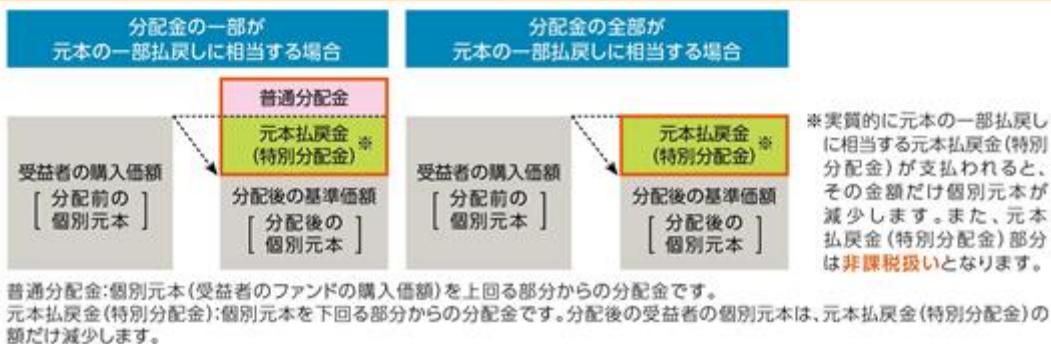 分配金の一部が
元本の一部払戻しに相当する場合
分配金の全部が
元本の一部払戻しに相当する場合
普通分配金
元本払戻金
(特別分配金)※
受益者の購入価額
[分配前の
個別元本]
分配後の基準価額
[分配後の
個別元本]
元本払戻金
(特別分配金)※
受益者の購入価額
[分配前の
個別元本]
分配後の基準価額
[分配後の
個別元本]
※実質的に元本の一部払戻し
に相当する元本払戻金(特別
分配金)が支払われると、
その金額だけ個別元本が
減少します。また、元本
払戻金(特別分配金)部分
は非課税扱いとなります。
普通分配金:個別元本(受益者のファンドの購入価額)を上回る部分からの分配金です。
元本払戻金(特別分配金):個別元本を下回る部分からの分配金です。分配後の受益者の個別元本は、元本払戻金(特別分配金)の
額だけ減少します。